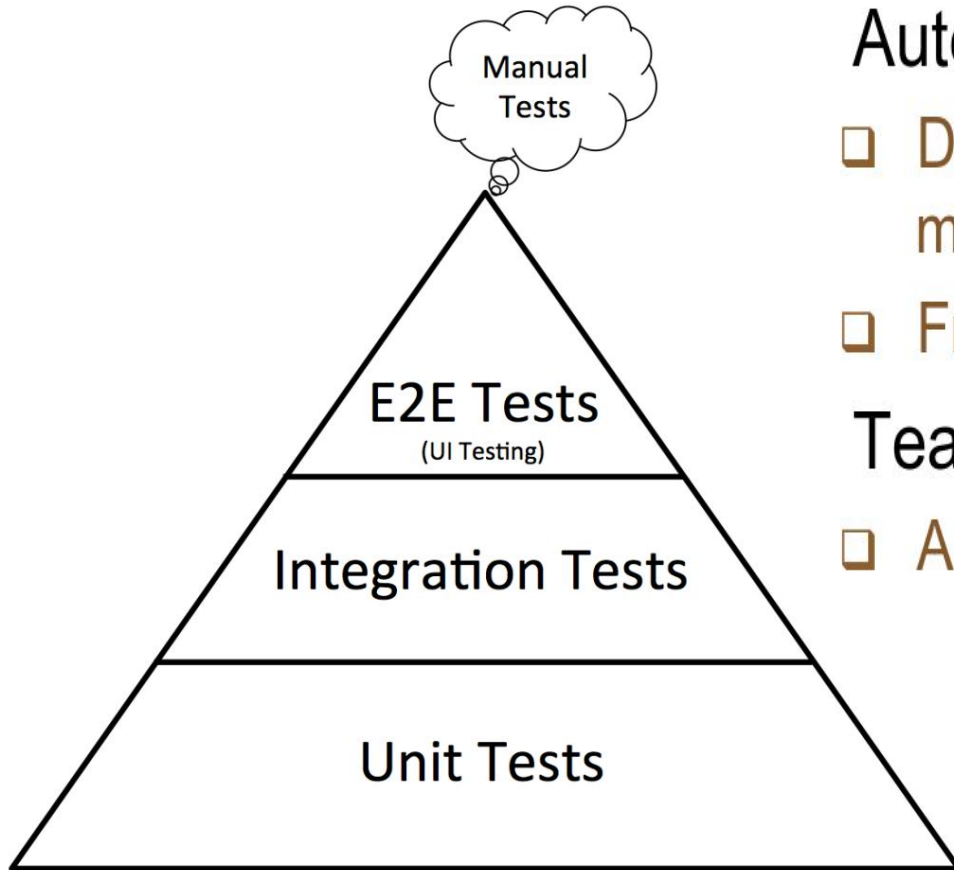 Manual
Tests
E2E Tests
(UI Testing)
Integration Tests
Unit Tests